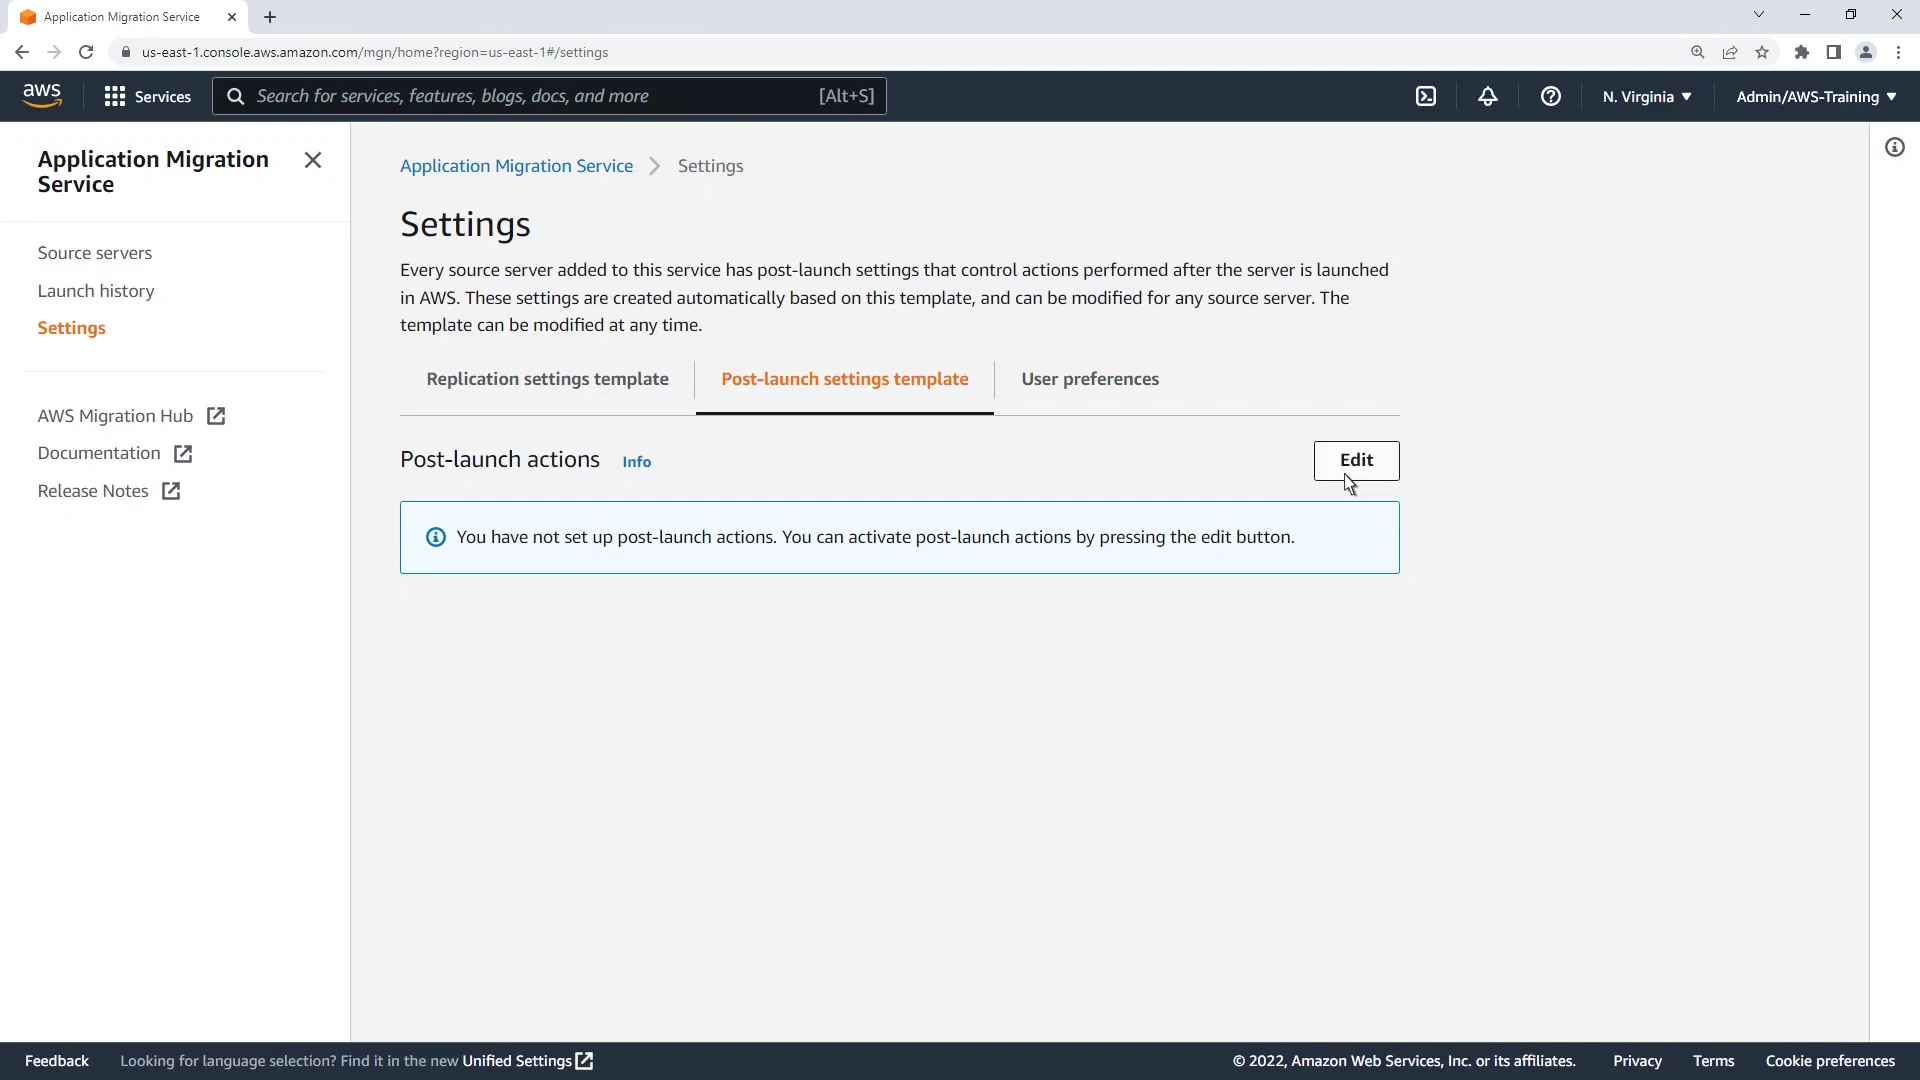 Application Migration Service
us-east-1.console.aws.amazon.com/mgn/home?region=us-east-1#/settings
aws
Services
Search for services, features, blogs, docs, and more
[Alt+S]
N. Virginia
Admin/AWS-Training
Application Migration
Service
Source servers
Launch history
Settings
AWS Migration Hub
Documentation
Release Notes
Application Migration Service
Settings
Settings
Every source server added to this service has post-launch settings that control actions performed after the server is launched
in AWS. These settings are created automatically based on this template, and can be modified for any source server. The
template can be modified at any time.
Replication settings template
Post-launch settings template
User preferences
Post-launch actions
Info
Edit
You have not set up post-launch actions. You can activate post-launch actions by pressing the edit button.
Feedback
Looking for language selection? Find it in the new Unified Settings
© 2022, Amazon Web Services, Inc. or its affiliates.
Privacy
Terms
Cookie preferences